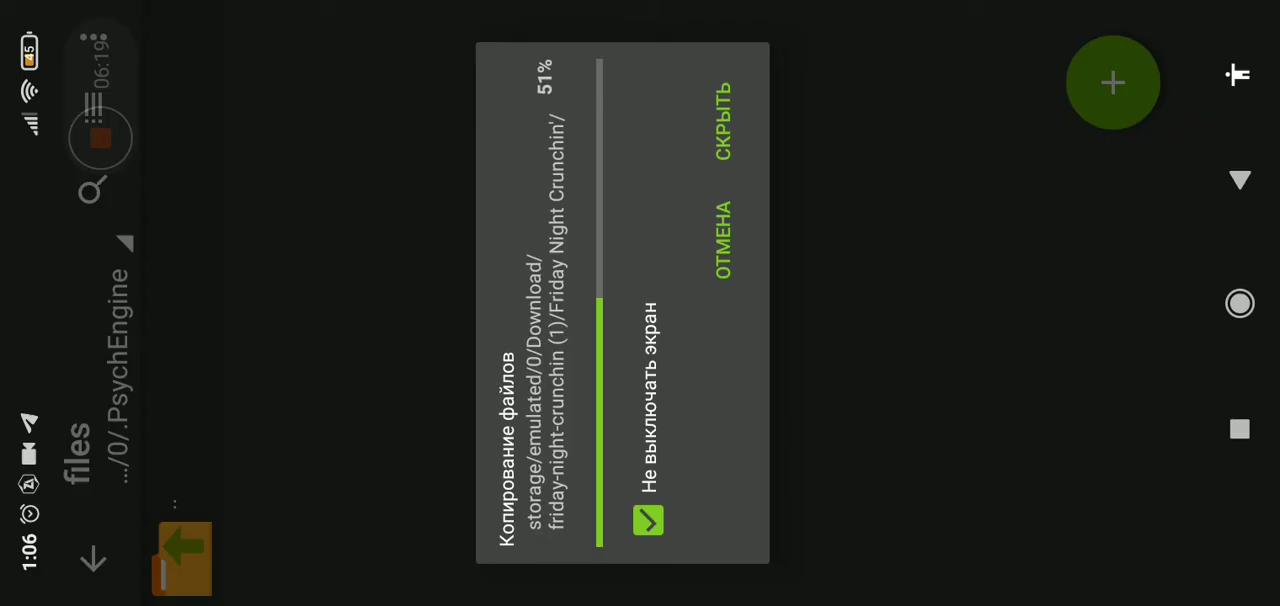 1:06
45
files
.../0/.PsychEngine
06:19
..
Копирование файлов
storage/emulated/0/Download/
friday-night-crunchin (1)/Friday Night Crunchin'/
51%
Не выключать экран
ОТМЕНА
СКРЫТЬ